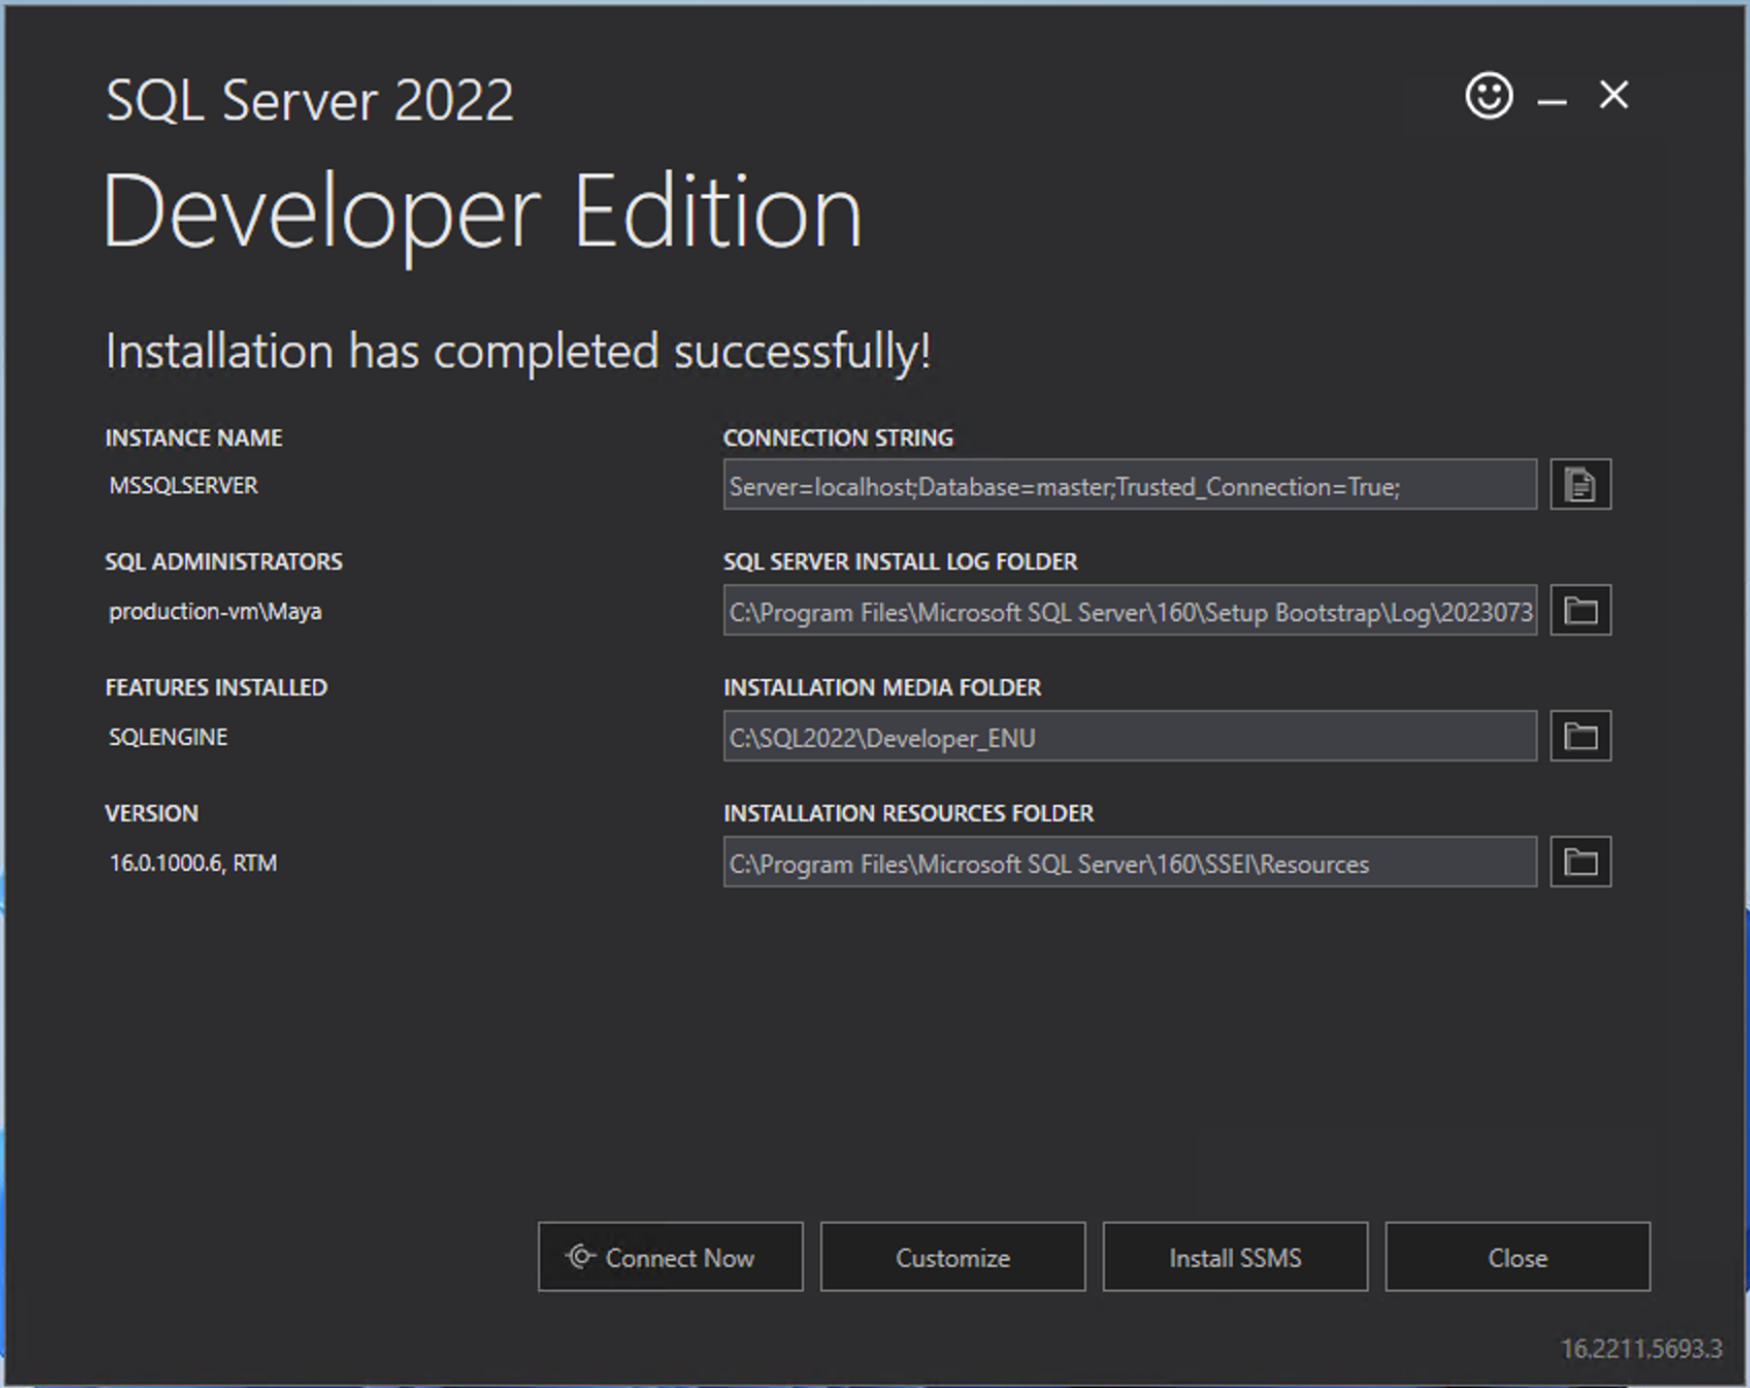 SQL Server 2022
Developer Edition
Installation has completed successfully!
INSTANCE NAME
MSSQLSERVER
CONNECTION STRING
Server=localhost;Database=master;Trusted_Connection=True;
SQL ADMINISTRATORS
production-vm\Maya
SQL SERVER INSTALL LOG FOLDER
C:\Program Files\Microsoft SQL Server\160\Setup Bootstrap\Log\2023073
FEATURES INSTALLED
SQLENGINE
INSTALLATION MEDIA FOLDER
C:\SQL2022\Developer_ENU
VERSION
16.0.1000.6, RTM
INSTALLATION RESOURCES FOLDER
C:\Program Files\Microsoft SQL Server\160\SSEI\Resources
Connect Now
Customize
Install SSMS
Close
16.2211.5693.3